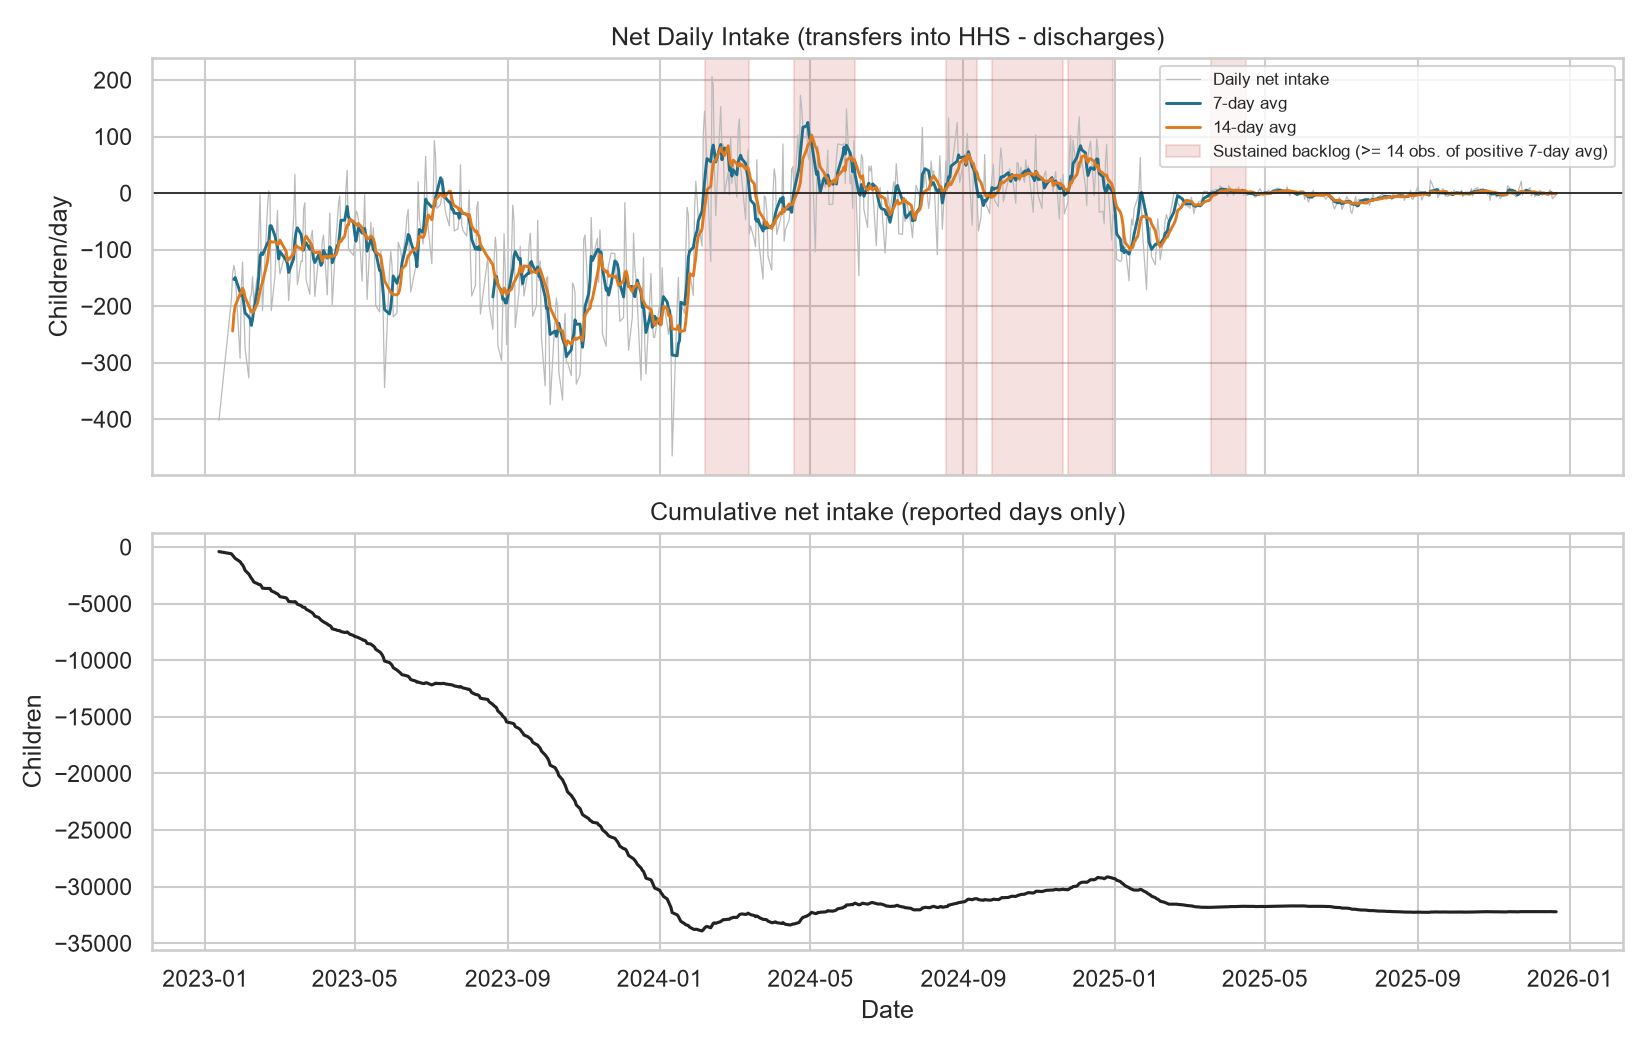 Net Daily Intake (transfers into HHS - discharges)
Children/day
200
100
0
−100
−200
−300
−400
Daily net intake
7-day avg
14-day avg
Sustained backlog (>= 14 obs. of positive 7-day avg)
Cumulative net intake (reported days only)
Children
0
−5000
−10000
−15000
−20000
−25000
−30000
−35000
2023-01 2023-05 2023-09 2024-01 2024-05 2024-09 2025-01 2025-05 2025-09 2026-01
Date